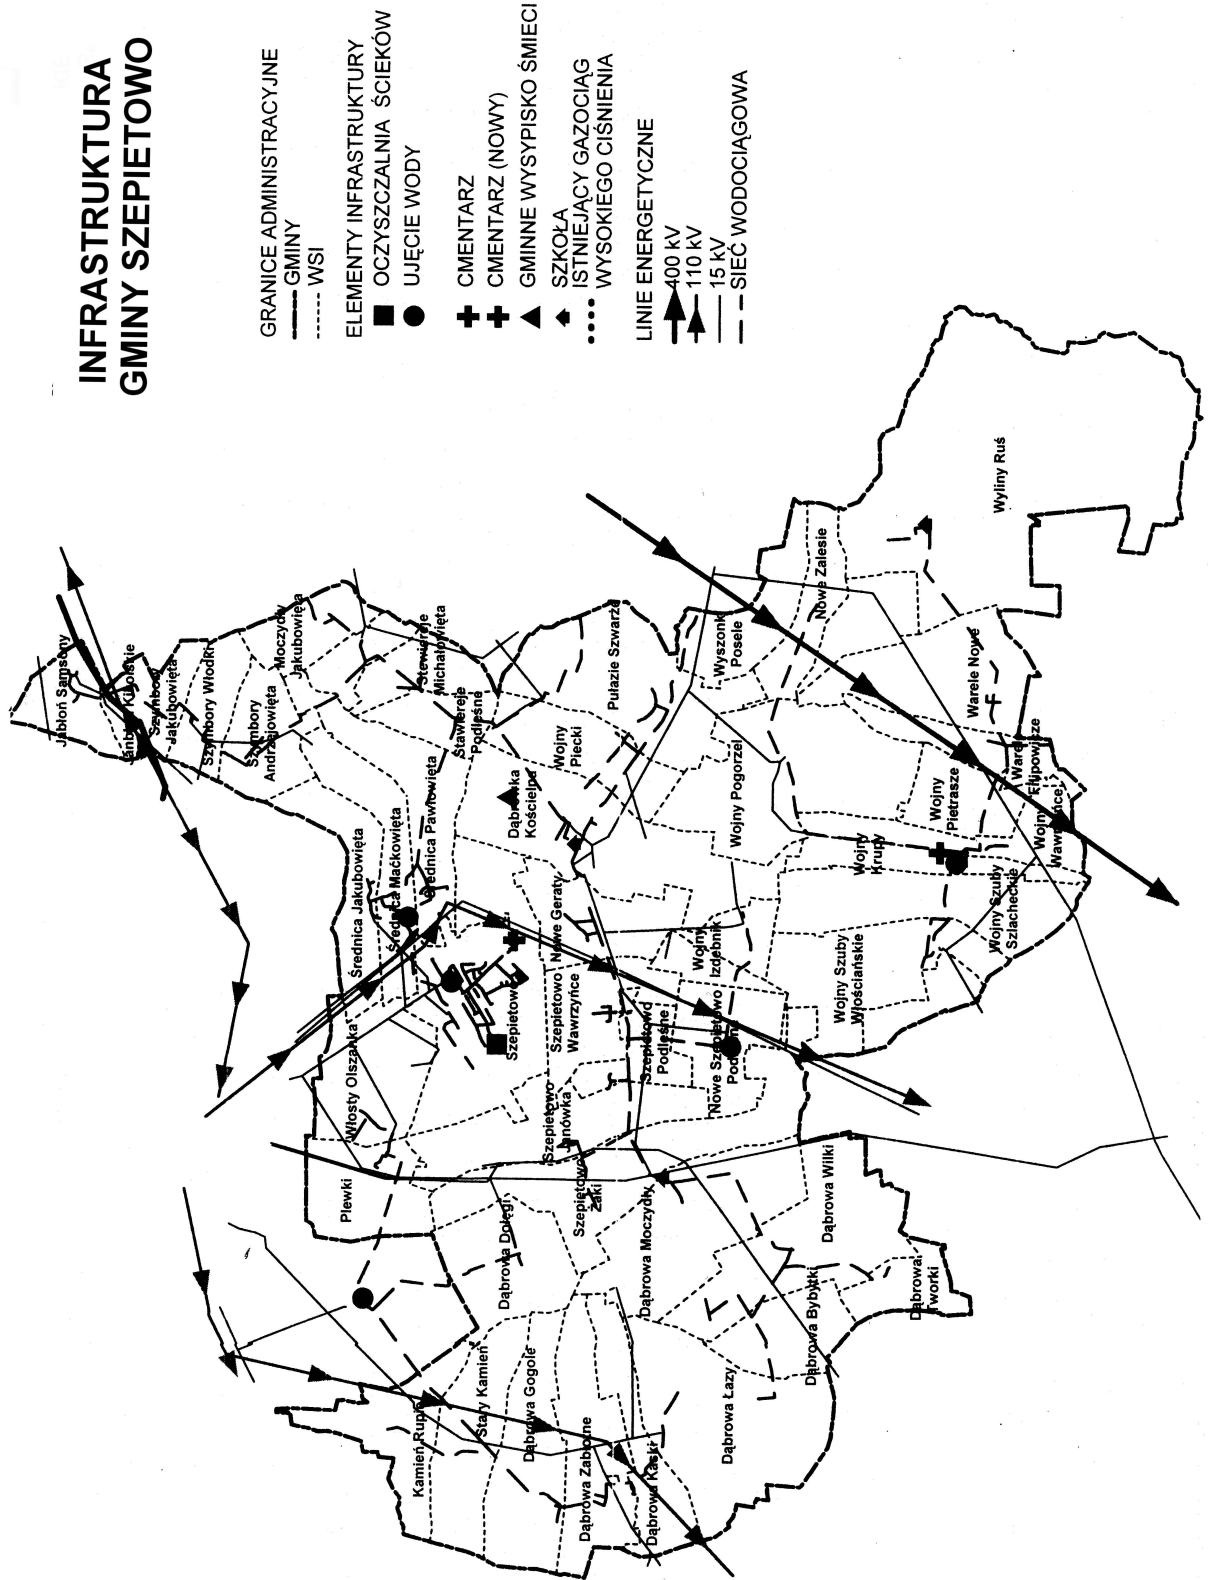 INFRASTRUKTURA
GMINY SZEPIETOWO
GRANICE ADMINISTRACYJNE
GMINY
WSI
ELEMENTY INFRASTRUKTURY
OCZYSZCZALNIA ŚCIEKÓW
UJĘCIE WODY
CMENTARZ
CMENTARZ (NOWY)
GMINNE WYSYPISKO ŚMIECI
SZKOŁA
ISTNIEJĄCY GAZOCIĄG
WYSOKIEGO CIŚNIENIA
LINIE ENERGETYCZNE
400 kV
110 kV
15 kV
SIEĆ WODOCIĄGOWA
Jabłoń Samsony
Szymbory
Jakubowięta
Szymbory Włodki
Szymbory
Andrzejowięta
Moczydły
Jakubowięta
Stawiereje
Michałowięta
Stawiereje
Podleśne
Pułazie Szwarże
Wojny
Piecki
Dąbrówka
Kościelna
Średnica Pawłowięta
Średnica Maćkowięta
Średnica Jakubowięta
Wyszonki
Posele
Nowe Zalesie
Wyliny Ruś
Warele Nowe
Warele
Filipowicze
Wojny
Wawrzyńce
Wojny
Pietrasze
Wojny
Krupy
Wojny Pogorzel
Wojny Szuby
Szlacheckie
Wojny Szuby
Włościańskie
Wojny
Izdebnik
Nowe Gierały
Szepietowo
Wawrzyńce
Szepietowo
Szepietowo
Podleśne
Nowe Szepietowo
Szepietowo
Janówka
Szepietowo
Żaki
Włosty Olszanka
Plewki
Dąbrowa Dołęgi
Dąbrowa Moczydły
Dąbrowa Wilki
Dąbrowa
Tworki
Dąbrowa Bybytki
Dąbrowa Łazy
Dąbrowa Kaski
Dąbrowa Zabłotne
Dąbrowa Gogole
Stary Kamień
Kamień Rupie